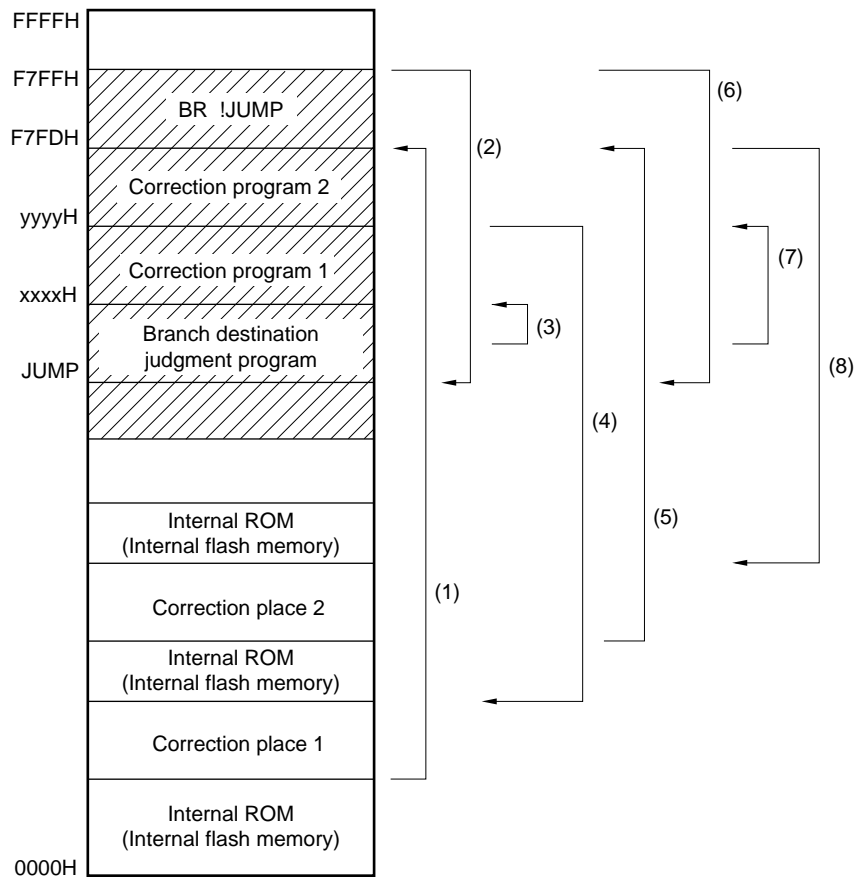 FFFFH
F7FFH
BR !JUMP
F7FDH
Correction program 2
yyyyH
Correction program 1
xxxxH
Branch destination
judgment program
JUMP
Internal ROM
(Internal flash memory)
Correction place 2
Internal ROM
(Internal flash memory)
Correction place 1
Internal ROM
(Internal flash memory)
0000H
(1)
(2)
(3)
(4)
(5)
(6)
(7)
(8)